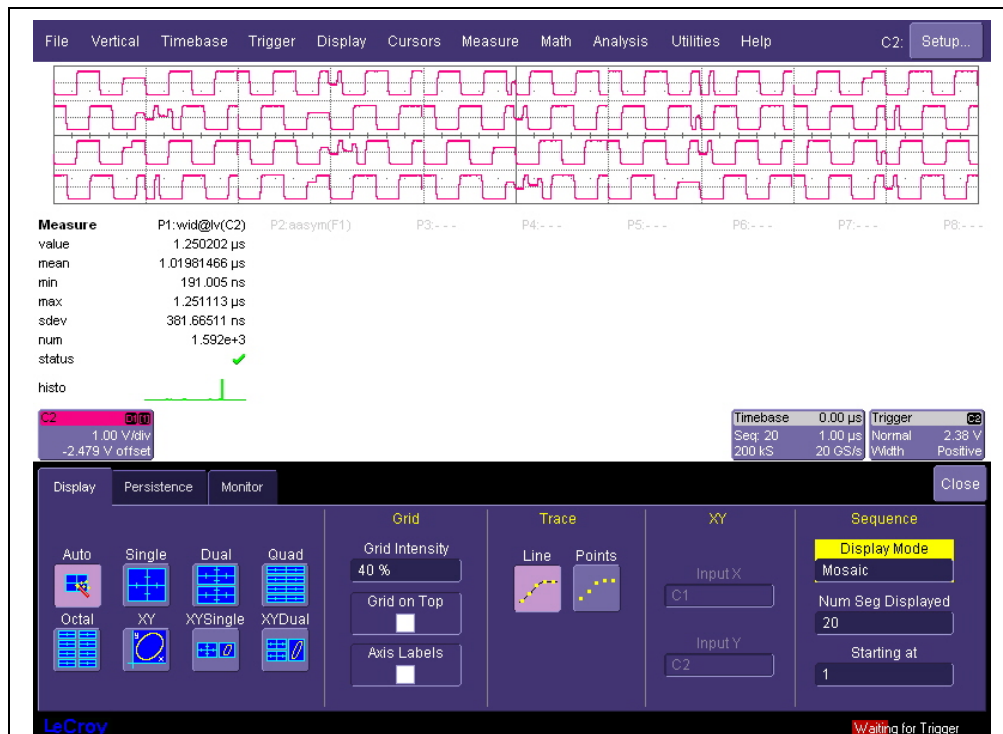 File Vertical Timebase Trigger Display Cursors Measure Math Analysis Utilities Help C2: Setup...
Measure P1:wid@lv(C2) P2:aasym(F1) P3:- - - P4:- - - P5:- - - P6:- - - P7:- - - P8:- - -
value 1.250202 µs
mean 1.01981466 µs
min 191.005 ns
max 1.251113 µs
sdev 381.66511 ns
num 1.592e+3
status
histo
C2
1.00 V/div
-2.479 V offset
Timebase 0.00 µs
Seq: 20 1.00 µs
200 kS 20 GS/s
Trigger C2
Normal 2.38 V
Width Positive
Display Persistence Monitor Close
Auto Single Dual Quad
Octal XY XYSingle XYDual
Grid
Grid Intensity
40 %
Grid on Top
Axis Labels
Trace
Line Points
XY
Input X
C1
Input Y
C2
Sequence
Display Mode
Mosaic
Num Seg Displayed
20
Starting at
1
LeCroy
Waiting for Trigger